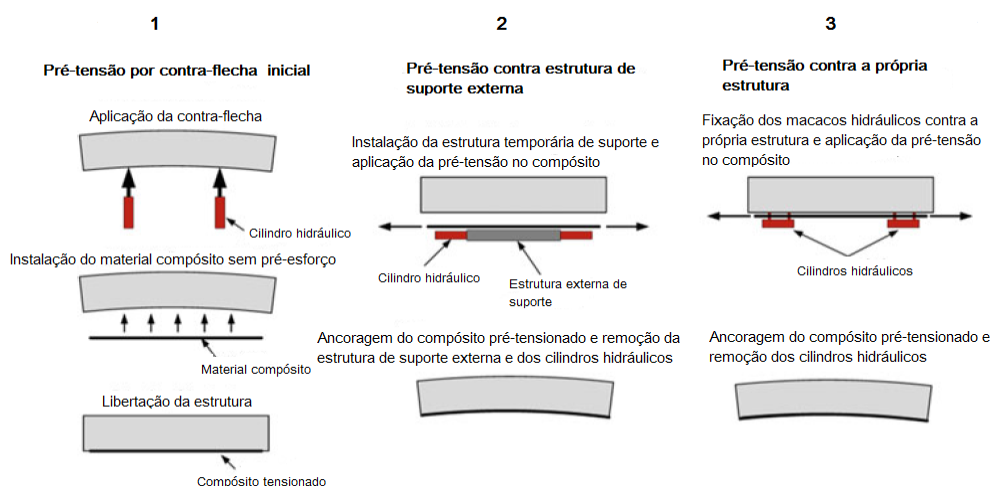 1
Pré-tensão por contra-flecha inicial
Aplicação da contra-flecha
Cilindro hidráulico
Instalação do material compósito sem pré-esforço
Material compósito
Libertação da estrutura
Compósito tensionado
2
Pré-tensão contra estrutura de
suporte externa
Instalação da estrutura temporária de suporte e
aplicação da pré-tensão no compósito
Cilindro hidráulico
Estrutura externa de
suporte
Ancoragem do compósito pré-tensionado e remoção da
estrutura de suporte externa e dos cilindros hidráulicos
3
Pré-tensão contra a própria
estrutura
Fixação dos macacos hidráulicos contra a
própria estrutura e aplicação da pré-tensão
no compósito
Cilindros hidráulicos
Ancoragem do compósito pré-tensionado e
remoção dos cilindros hidráulicos